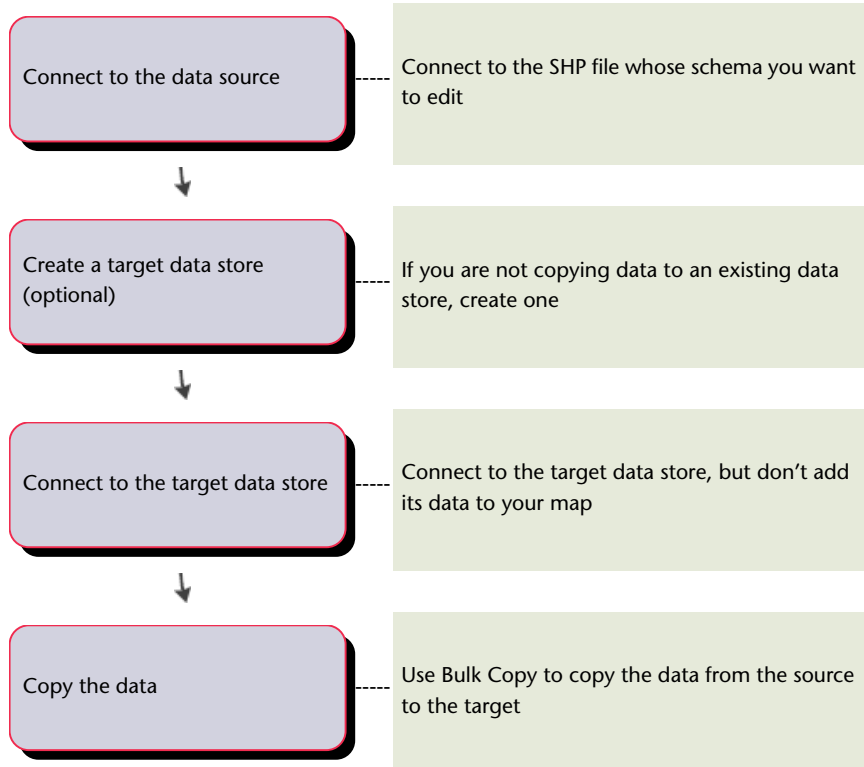 Connect to the data source
Connect to the SHP file whose schema you want
to edit
Create a target data store
(optional)
If you are not copying data to an existing data
store, create one
Connect to the target data store
Connect to the target data store, but don’t add
its data to your map
Copy the data
Use Bulk Copy to copy the data from the source
to the target